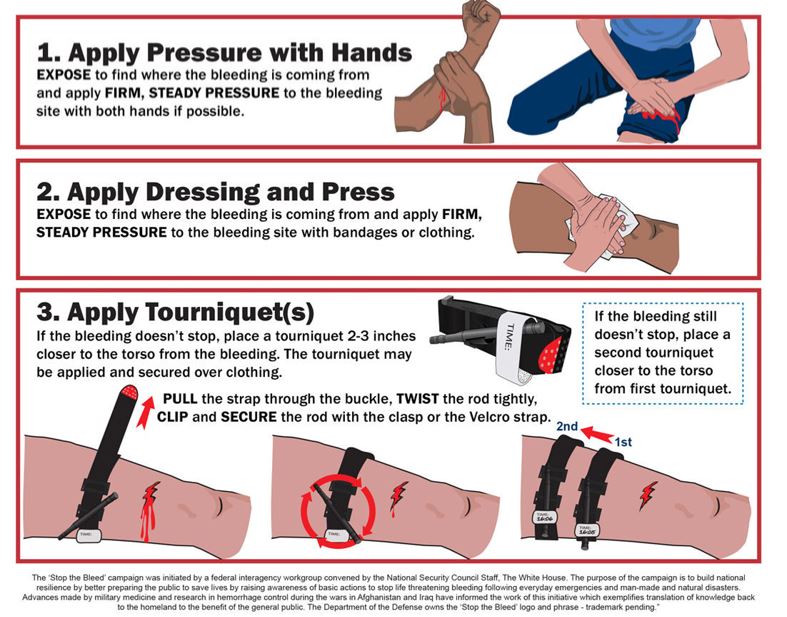 1. Apply Pressure with Hands
EXPOSE to find where the bleeding is coming from
and apply FIRM, STEADY PRESSURE to the bleeding
site with both hands if possible.
2. Apply Dressing and Press
EXPOSE to find where the bleeding is coming from and apply FIRM,
STEADY PRESSURE to the bleeding site with bandages or clothing.
3. Apply Tourniquet(s)
If the bleeding doesn't stop, place a tourniquet 2-3 inches
closer to the torso from the bleeding. The tourniquet may
be applied and secured over clothing.
TIME:
If the bleeding still
doesn't stop, place a
second tourniquet
closer to the torso
from first tourniquet.
PULL the strap through the buckle, TWIST the rod tightly,
CLIP and SECURE the rod with the clasp or the Velcro strap.
2nd
1st
TIME:
TIME:
TIME:
16:06
TIME:
16:05
The 'Stop the Bleed' campaign was initiated by a federal interagency workgroup convened by the National Security Council Staff, The White House. The purpose of the campaign is to build national
resilience by better preparing the public to save lives by raising awareness of basic actions to stop life threatening bleeding following everyday emergencies and man-made and natural disasters.
Advances made by military medicine and research in hemorrhage control during the wars in Afghanistan and Iraq have informed the work of this initiative which exemplifies translation of knowledge back
to the homeland to the benefit of the general public. The Department of the Defense owns the 'Stop the Bleed' logo and phrase - trademark pending."